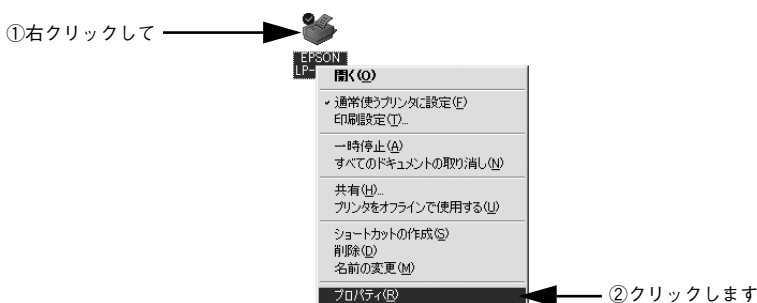 ①右クリックして
EPSON
LP-
開く(O)
通常使うプリンタに設定(F)
印刷設定(T)...
一時停止(A)
すべてのドキュメントの取り消し(N)
共有(H)...
プリンタをオフラインで使用する(U)
ショートカットの作成(S)
削除(D)
名前の変更(M)
プロパティ(R)
②クリックします